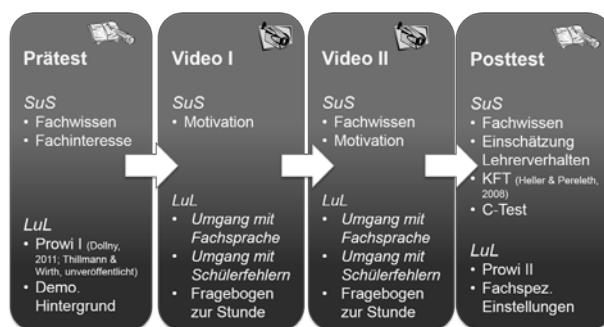 Prätest
SuS
• Fachwissen
• Fachinteresse
LuL
• Prowi I (Dollny,
2011; Thillmann &
Wirth, unveröffentlicht)
• Demo.
Hintergrund
Video I
SuS
• Motivation
LuL
• Umgang mit
Fachsprache
• Umgang mit
Schülerfehlern
• Fragebogen
zur Stunde
Video II
SuS
• Fachwissen
• Motivation
LuL
• Umgang mit
Fachsprache
• Umgang mit
Schülerfehlern
• Fragebogen
zur Stunde
Posttest
SuS
• Fachwissen
• Einschätzung
Lehrerverhalten
• KFT (Heller & Pereleth,
2008)
• C-Test
LuL
• Prowi II
• Fachspez.
Einstellungen